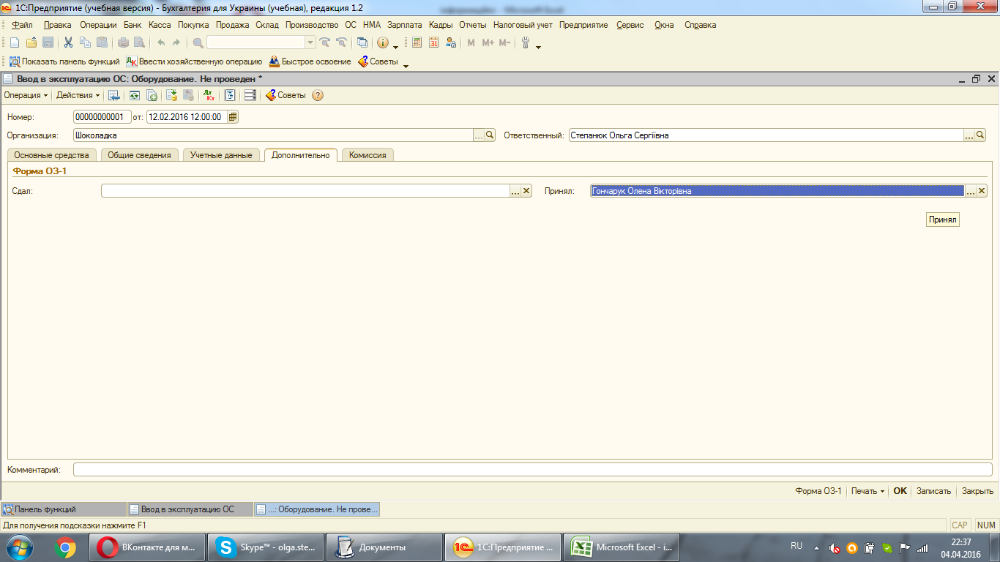 1С:Предприятие (учебная версия) - Бухгалтерия для Украины (учебная), редакция 1.2
Файл Правка Операции Банк Касса Покупка Продажа Склад Производство ОС НМА Зарплата Кадры Отчеты Налоговый учет Предприятие Сервис Окна Справка
M M+ M-
Показать панель функций Ввести хозяйственную операцию Быстрое освоение Советы
Ввод в эксплуатацию ОС: Оборудование. Не проведен *
Операция Действия Дт Кт Советы
Номер: 00000000001 от: 12.02.2016 12:00:00
Организация: Шоколадка ... Ответственный: Степанюк Ольга Сергіївна ...
Основные средства Общие сведения Учетные данные Дополнительно Комиссия
Форма ОЗ-1
Сдал: ... Принял: Гончарук Олена Вікторівна ...
Принял
Комментарий:
Форма ОЗ-1 Печать OK Записать Закрыть
Панель функций Ввод в эксплуатацию ОС ...: Оборудование. Не прове...
Для получения подсказки нажмите F1 CAP NUM
ВКонтакте для м... Skype™ - olga.ste... Документы 1С:Предприятие ... Microsoft Excel - i... RU 22:37
04.04.2016